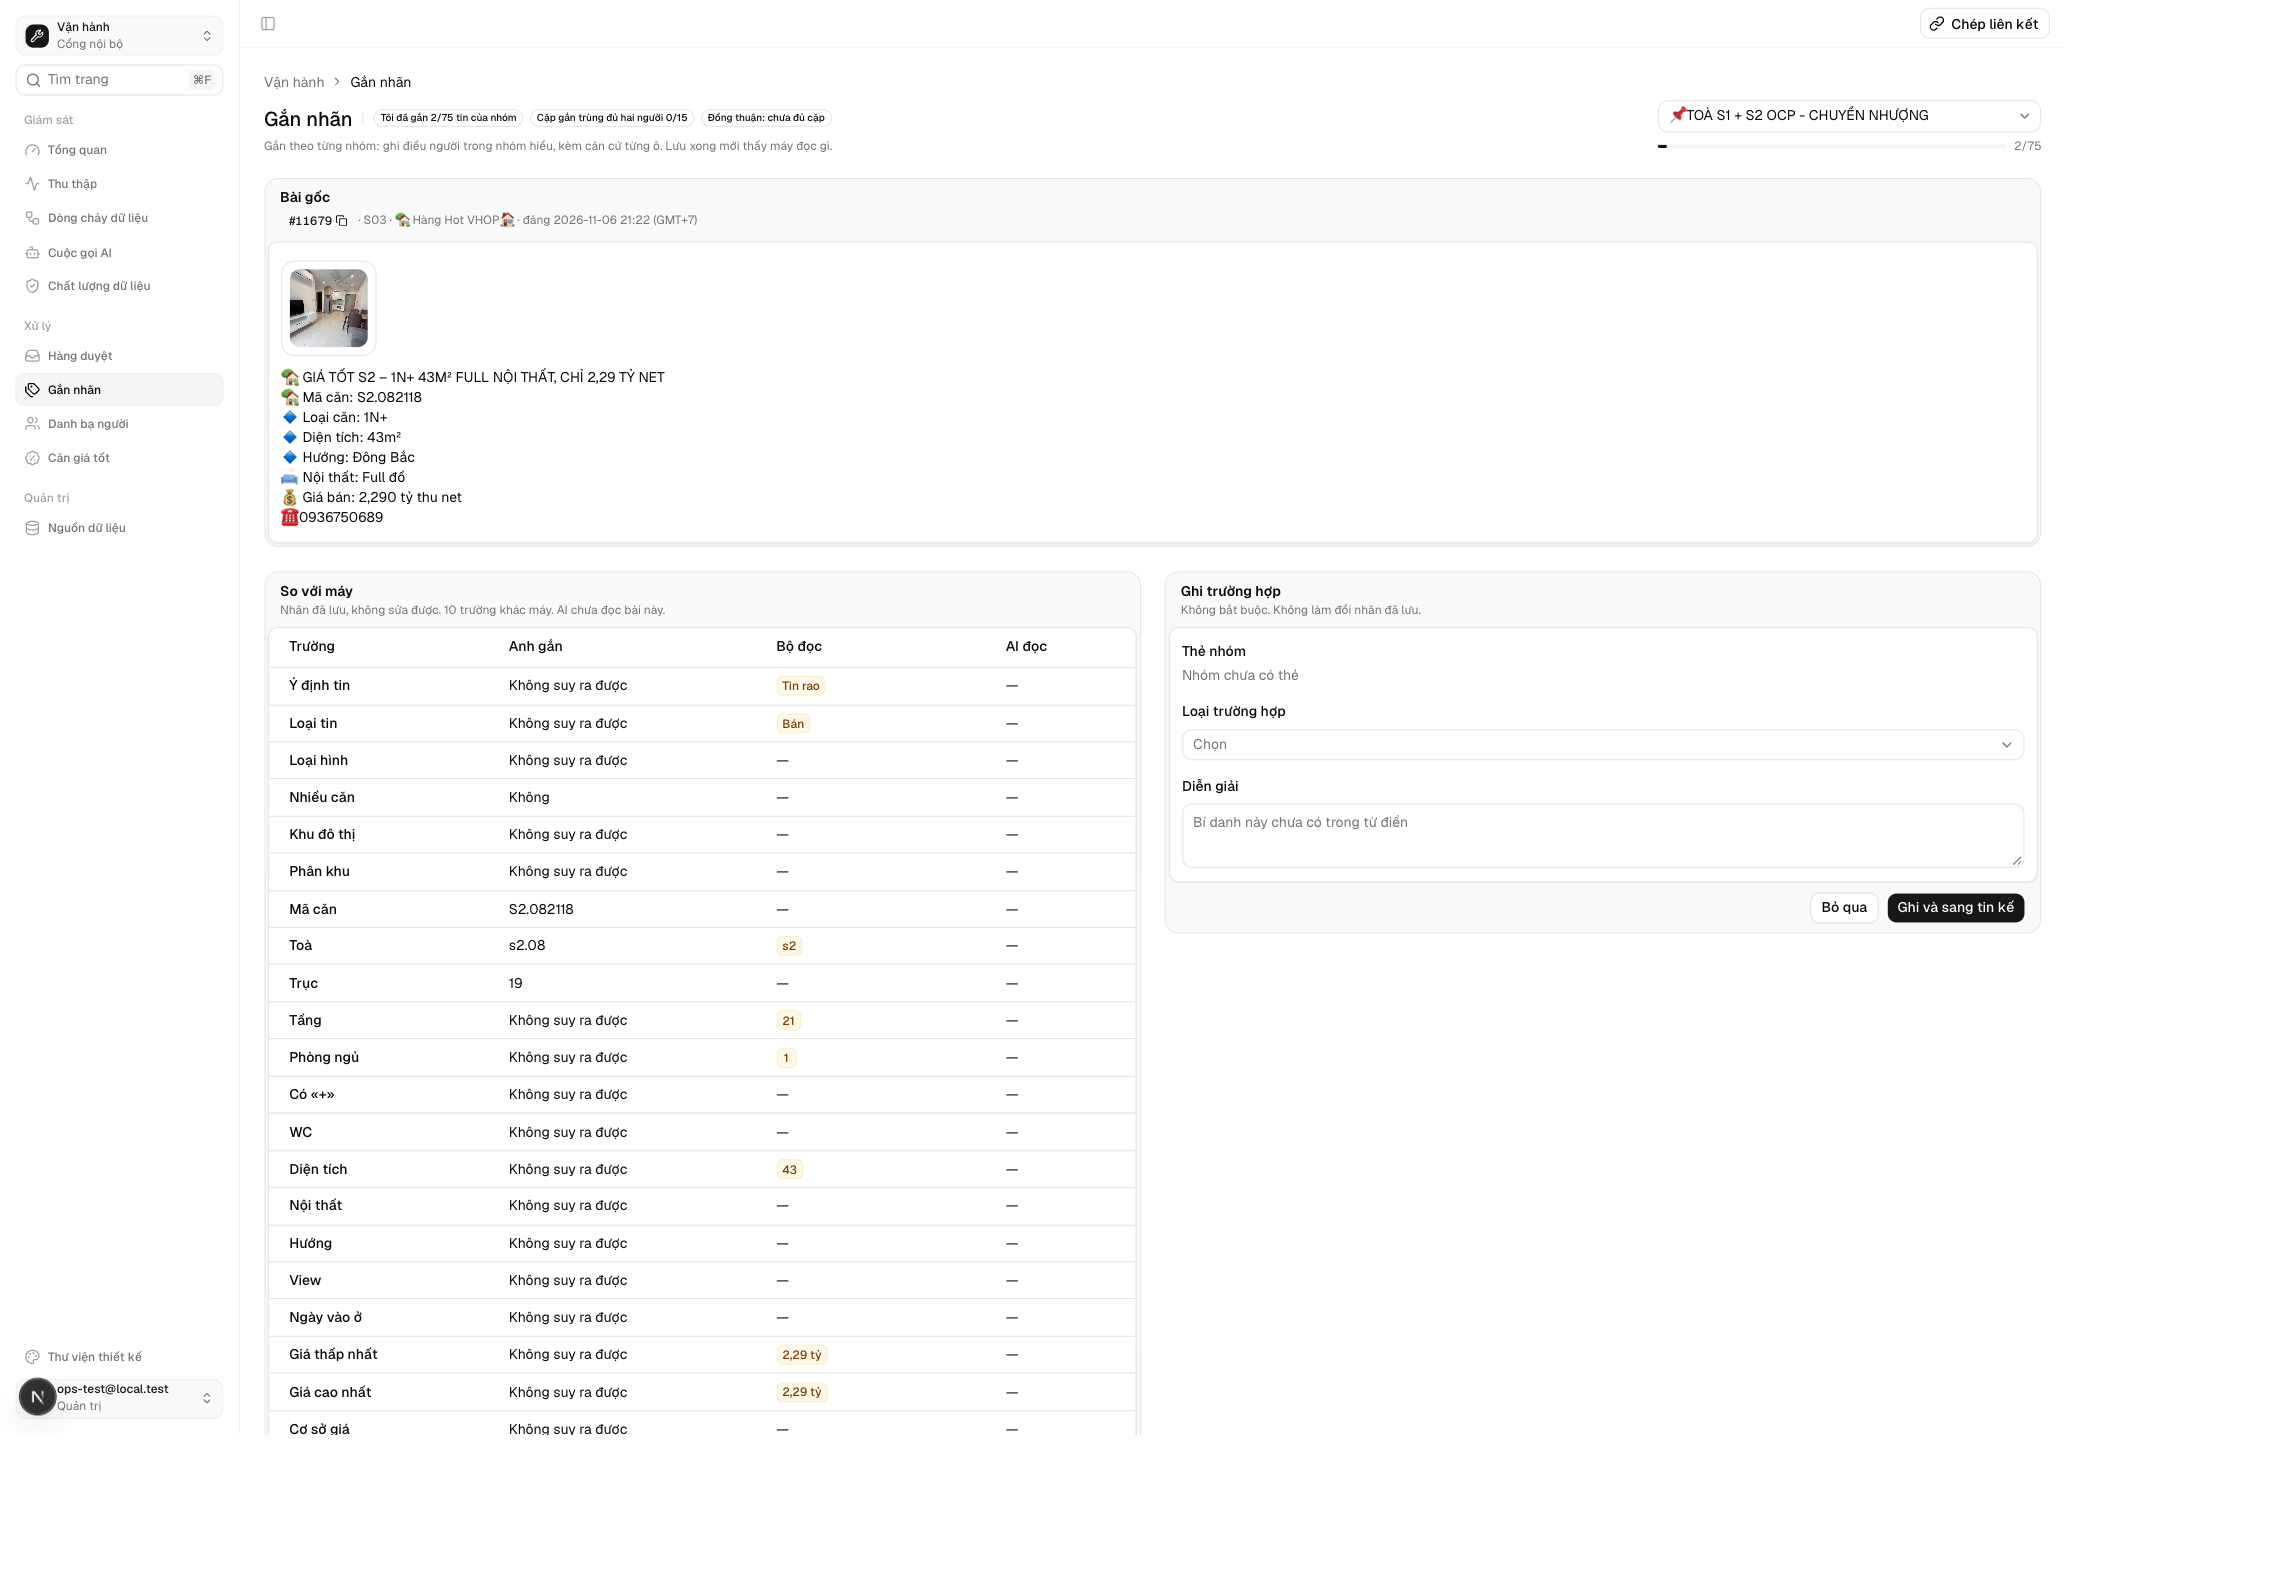 Vận hành
Cổng nội bộ
Tìm trang ⌘F
Giám sát
Tổng quan
Thu thập
Dòng chảy dữ liệu
Cuộc gọi AI
Chất lượng dữ liệu
Xử lý
Hàng duyệt
Gắn nhãn
Danh bạ người
Căn giá tốt
Quản trị
Nguồn dữ liệu
Thư viện thiết kế
N ops-test@local.test
Quản trị
Chép liên kết
Vận hành > Gắn nhãn
Gắn nhãn Tôi đã gắn 2/75 tin của nhóm Cặp gắn trùng đủ hai người 0/15 Đồng thuận: chưa đủ cặp
Gắn theo từng nhóm: ghi điều người trong nhóm hiểu, kèm căn cứ từng ô. Lưu xong mới thấy máy đọc gì.
📌TOÀ S1 + S2 OCP - CHUYỂN NHƯỢNG
2/75
Bài gốc
#11679 · S03 · 🏡Hàng Hot VHOP🏠 · đăng 2026-11-06 21:22 (GMT+7)
🏡 GIÁ TỐT S2 – 1N+ 43M² FULL NỘI THẤT, CHỈ 2,29 TỶ NET
🏡 Mã căn: S2.082118
🔹 Loại căn: 1N+
🔹 Diện tích: 43m²
🔹 Hướng: Đông Bắc
🛋️ Nội thất: Full đồ
💰 Giá bán: 2,290 tỷ thu net
☎️0936750689
So với máy
Nhãn đã lưu, không sửa được. 10 trường khác máy. AI chưa đọc bài này.
Trường Anh gắn Bộ đọc AI đọc
Ý định tin Không suy ra được Tin rao —
Loại tin Không suy ra được Bán —
Loại hình Không suy ra được — —
Nhiều căn Không — —
Khu đô thị Không suy ra được — —
Phân khu Không suy ra được — —
Mã căn S2.082118 — —
Toà s2.08 s2 —
Trục 19 — —
Tầng Không suy ra được 21 —
Phòng ngủ Không suy ra được 1 —
Có «+» Không suy ra được — —
WC Không suy ra được — —
Diện tích Không suy ra được 43 —
Nội thất Không suy ra được — —
Hướng Không suy ra được — —
View Không suy ra được — —
Ngày vào ở Không suy ra được — —
Giá thấp nhất Không suy ra được 2,29 tỷ —
Giá cao nhất Không suy ra được 2,29 tỷ —
Cơ sở giá Không suy ra được — —
Ghi trường hợp
Không bắt buộc. Không làm đổi nhãn đã lưu.
Thẻ nhóm
Nhóm chưa có thẻ
Loại trường hợp
Chọn
Diễn giải
Bí danh này chưa có trong từ điển
Bỏ qua Ghi và sang tin kế